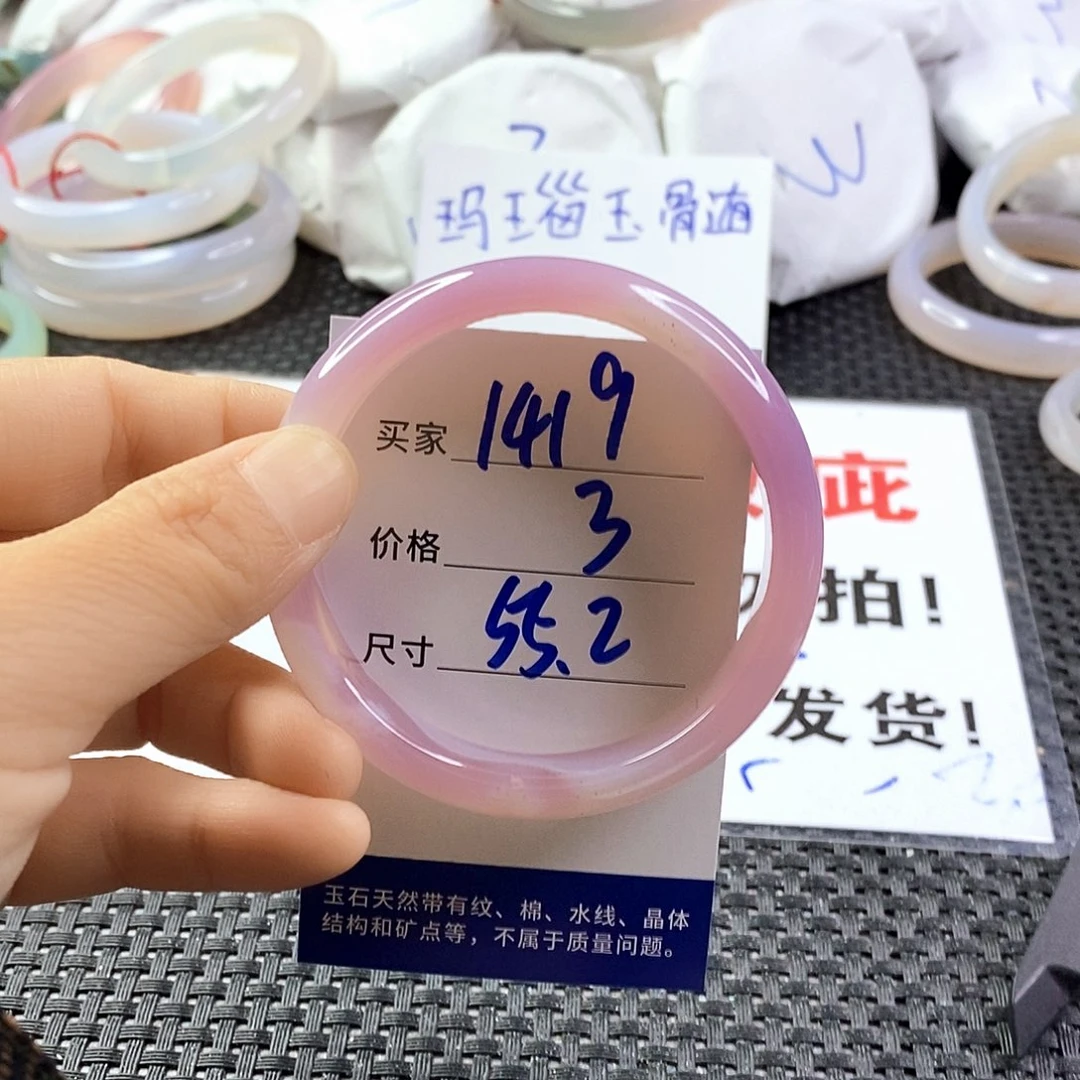 玛瑙玉骨髓
买家 1419
价格 3
尺寸 55.2
疵
拍！
发货！
玉石天然带有纹、棉、水线、晶体
结构和矿点等，不属于质量问题。